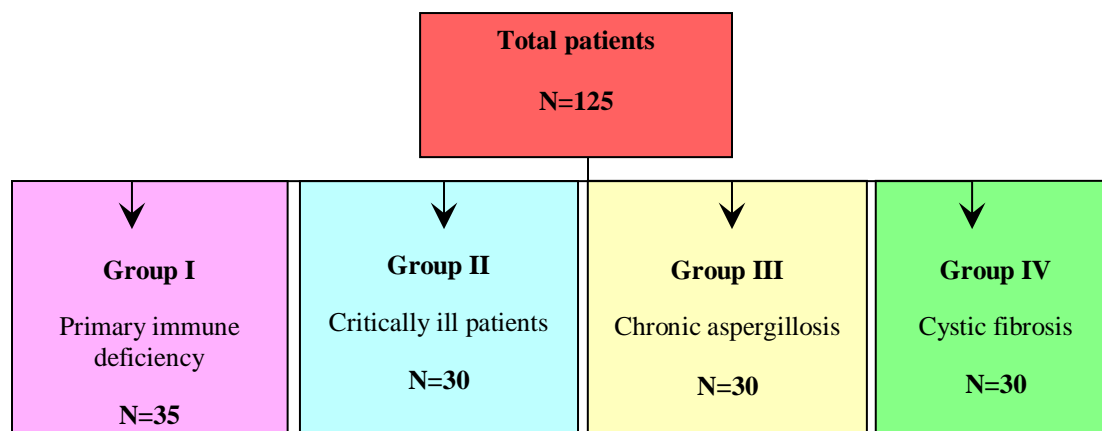 Total patients
N=125
Group I
Primary immune
deficiency
N=35
Group II
Critically ill patients
N=30
Group III
Chronic aspergillosis
N=30
Group IV
Cystic fibrosis
N=30